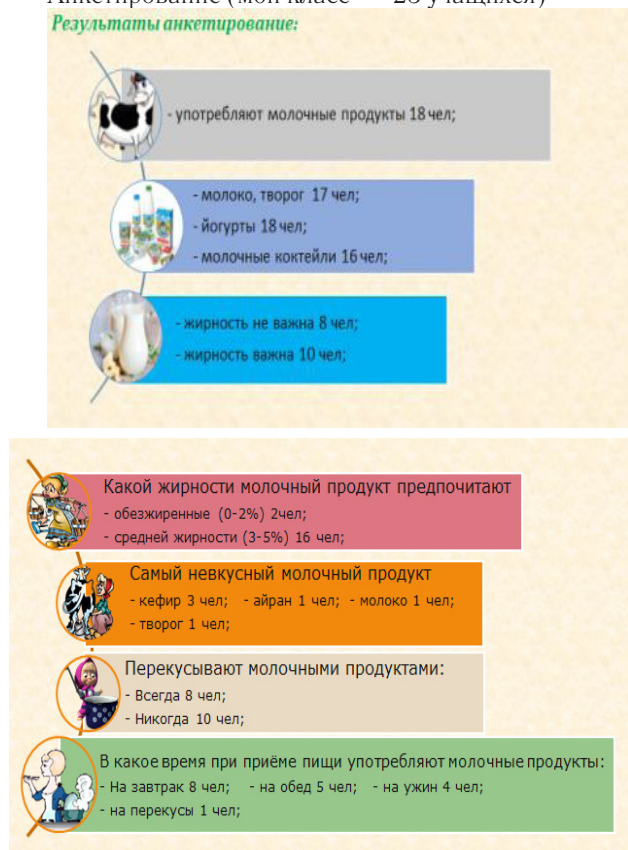 Результаты анкетирование:
- употребляют молочные продукты 18 чел;
- молоко, творог 17 чел;
- йогурты 18 чел;
- молочные коктейли 16 чел;
- жирность не важна 8 чел;
- жирность важна 10 чел;
Какой жирности молочный продукт предпочитают
- обезжиренные (0-2%) 2чел;
- средней жирности (3-5%) 16 чел;
Самый невкусный молочный продукт
- кефир 3 чел; - айран 1 чел; - молоко 1 чел;
- творог 1 чел;
Перекусывают молочными продуктами:
- Всегда 8 чел;
- Никогда 10 чел;
В какое время при приёме пищи употребляют молочные продукты:
- На завтрак 8 чел; - на обед 5 чел; - на ужин 4 чел;
- на перекусы 1 чел;